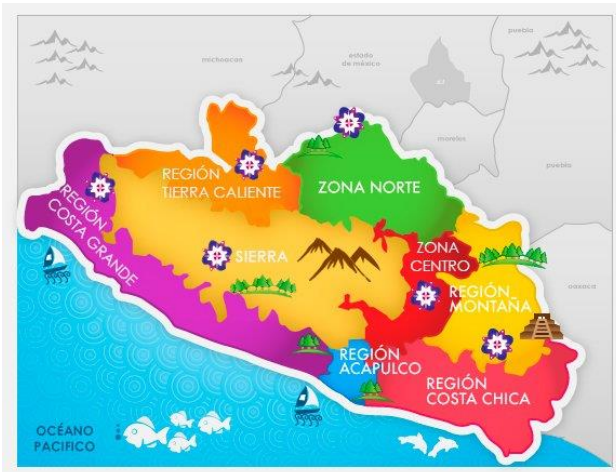 puebla
estado
de méxico
michoacan
d.f.
morelos
puebla
REGIÓN
TIERRA CALIENTE
ZONA NORTE
REGIÓN
COSTA GRANDE
SIERRA
ZONA
CENTRO
REGIÓN
MONTAÑA
oaxaca
REGIÓN
ACAPULCO
REGIÓN
COSTA CHICA
OCÉANO
PACIFICO